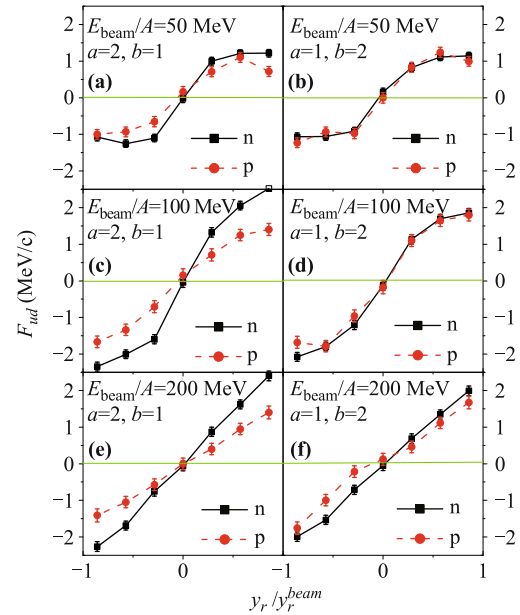 E_beam/A=50 MeV
a=2, b=1
(a)
n
p
E_beam/A=50 MeV
a=1, b=2
(b)
n
p
2
1
0
−1
−2
E_beam/A=100 MeV
a=2, b=1
(c)
n
p
E_beam/A=100 MeV
a=1, b=2
(d)
n
p
2
1
0
−1
−2
F_ud (MeV/c)
E_beam/A=200 MeV
a=2, b=1
(e)
n
p
E_beam/A=200 MeV
a=1, b=2
(f)
n
p
2
1
0
−1
−2
−1 0 −1 0 1
y_r/y_r^beam